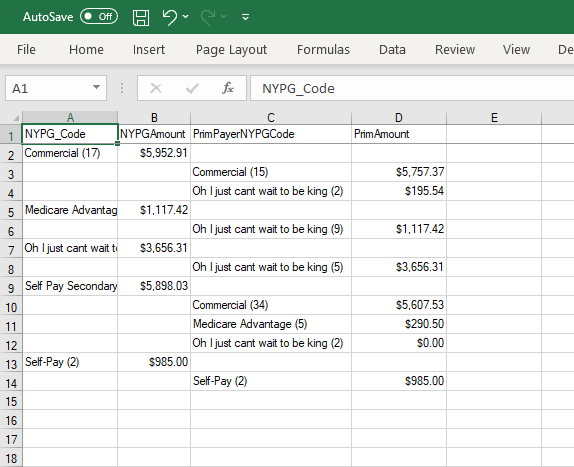 AutoSave Off
File Home Insert Page Layout Formulas Data Review View De
A1 fx NYPG_Code
A B C D E
1 NYPG_Code NYPGAmount PrimPayerNYPGCode PrimAmount
2 Commercial (17) $5,952.91
3 Commercial (15) $5,757.37
4 Oh I just cant wait to be king (2) $195.54
5 Medicare Advantag $1,117.42
6 Oh I just cant wait to be king (9) $1,117.42
7 Oh I just cant wait t $3,656.31
8 Oh I just cant wait to be king (5) $3,656.31
9 Self Pay Secondary $5,898.03
10 Commercial (34) $5,607.53
11 Medicare Advantage (5) $290.50
12 Oh I just cant wait to be king (2) $0.00
13 Self-Pay (2) $985.00
14 Self-Pay (2) $985.00
15
16
17
18